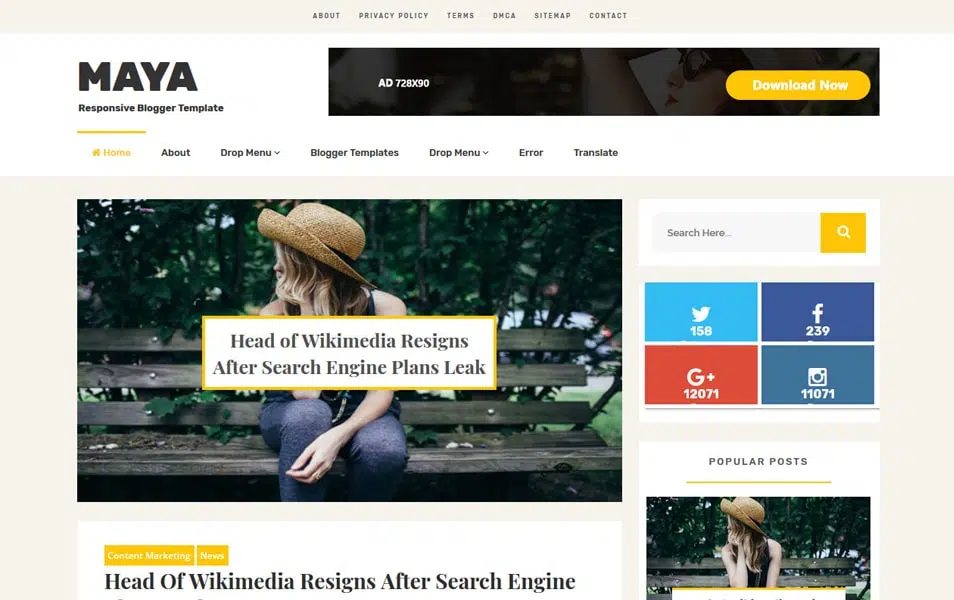 ABOUT PRIVACY POLICY TERMS DMCA SITEMAP CONTACT
MAYA
Responsive Blogger Template
AD 728X90
Download Now
Home About Drop Menu Blogger Templates Drop Menu Error Translate
Head of Wikimedia Resigns
After Search Engine Plans Leak
Search Here...
158
239
G+
12071
11071
POPULAR POSTS
Content Marketing News
Head Of Wikimedia Resigns After Search Engine